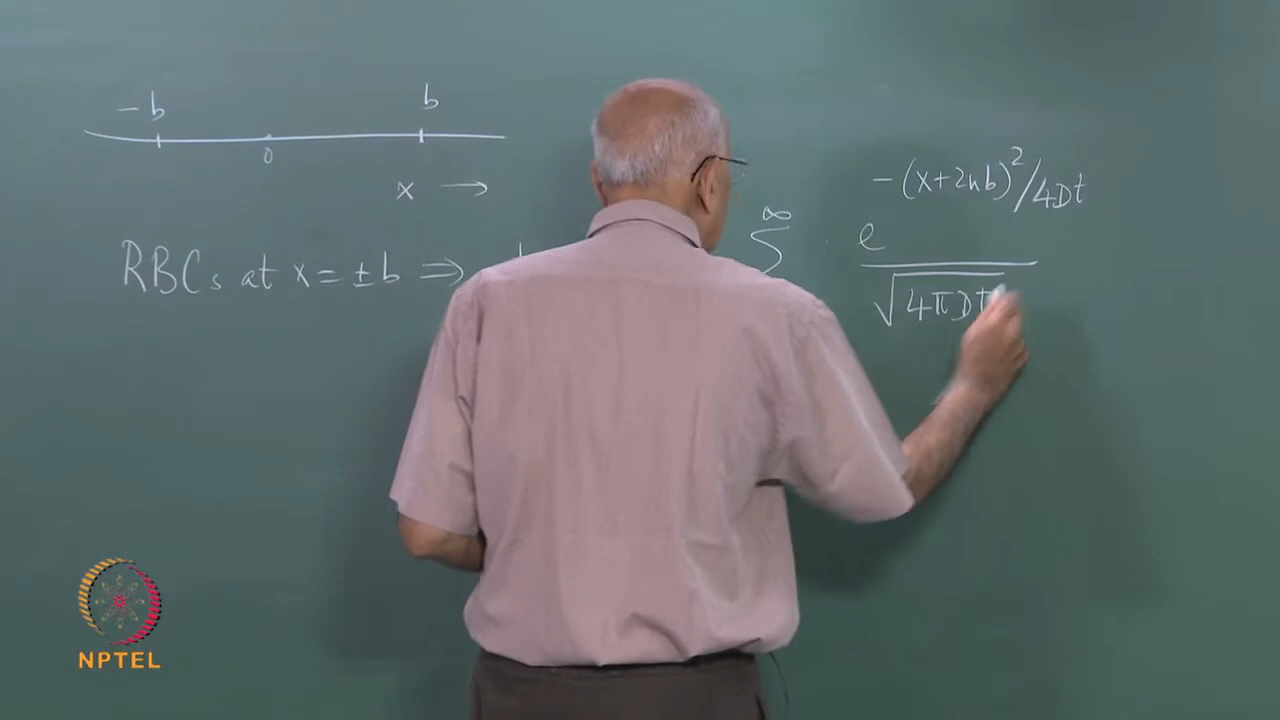 -b 0 b
x →
RBCs at x = ±b ⇒
∞ Σ e^{-(x+2nb)²/4Dt} / √4πDt
NPTEL